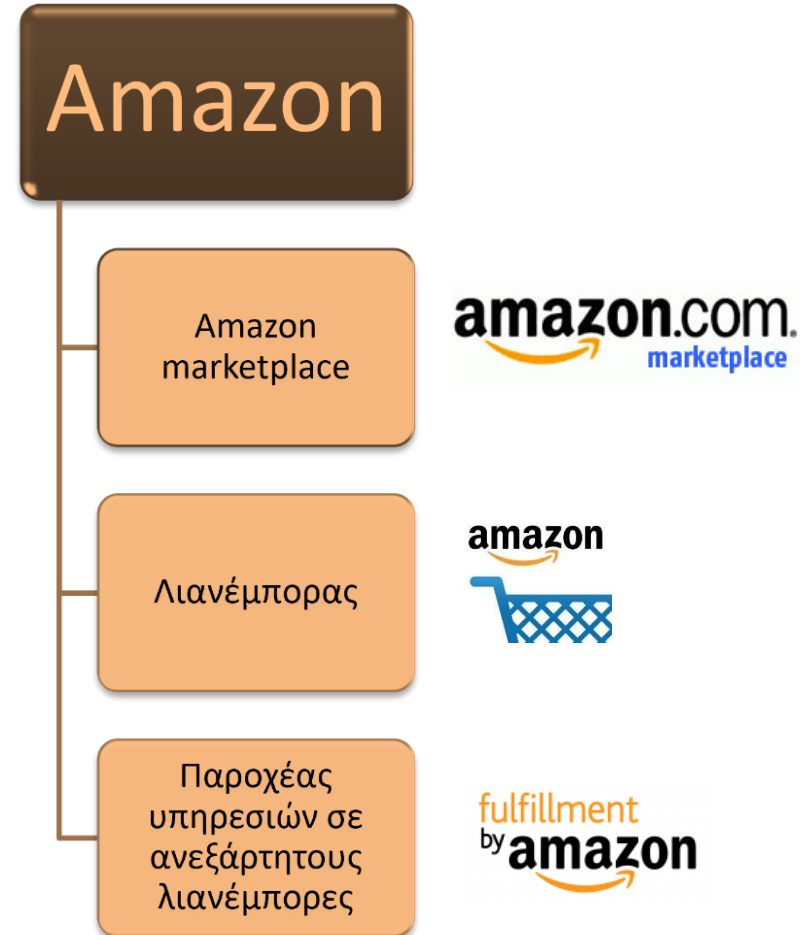 Amazon
Amazon
marketplace
amazon.com.
marketplace
Λιανέμπορας
amazon
Παροχέας
υπηρεσιών σε
ανεξάρτητους
λιανέμπορες
fulfillment
by amazon